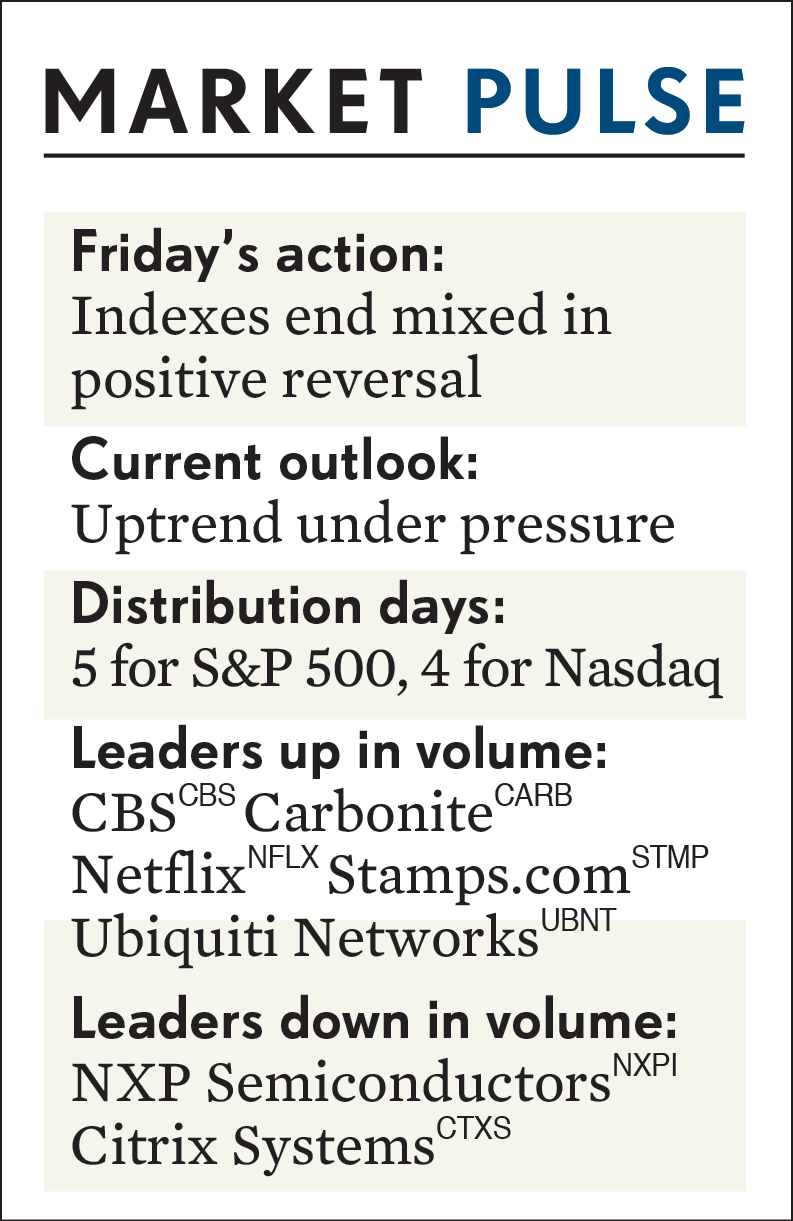 MARKET PULSE
Friday’s action:
Indexes end mixed in
positive reversal
Current outlook:
Uptrend under pressure
Distribution days:
5 for S&P 500, 4 for Nasdaq
Leaders up in volume:
CBS CBS Carbonite CARB
Netflix NFLX Stamps.com STMP
Ubiquiti Networks UBNT
Leaders down in volume:
NXP Semiconductors NXPI
Citrix Systems CTXS